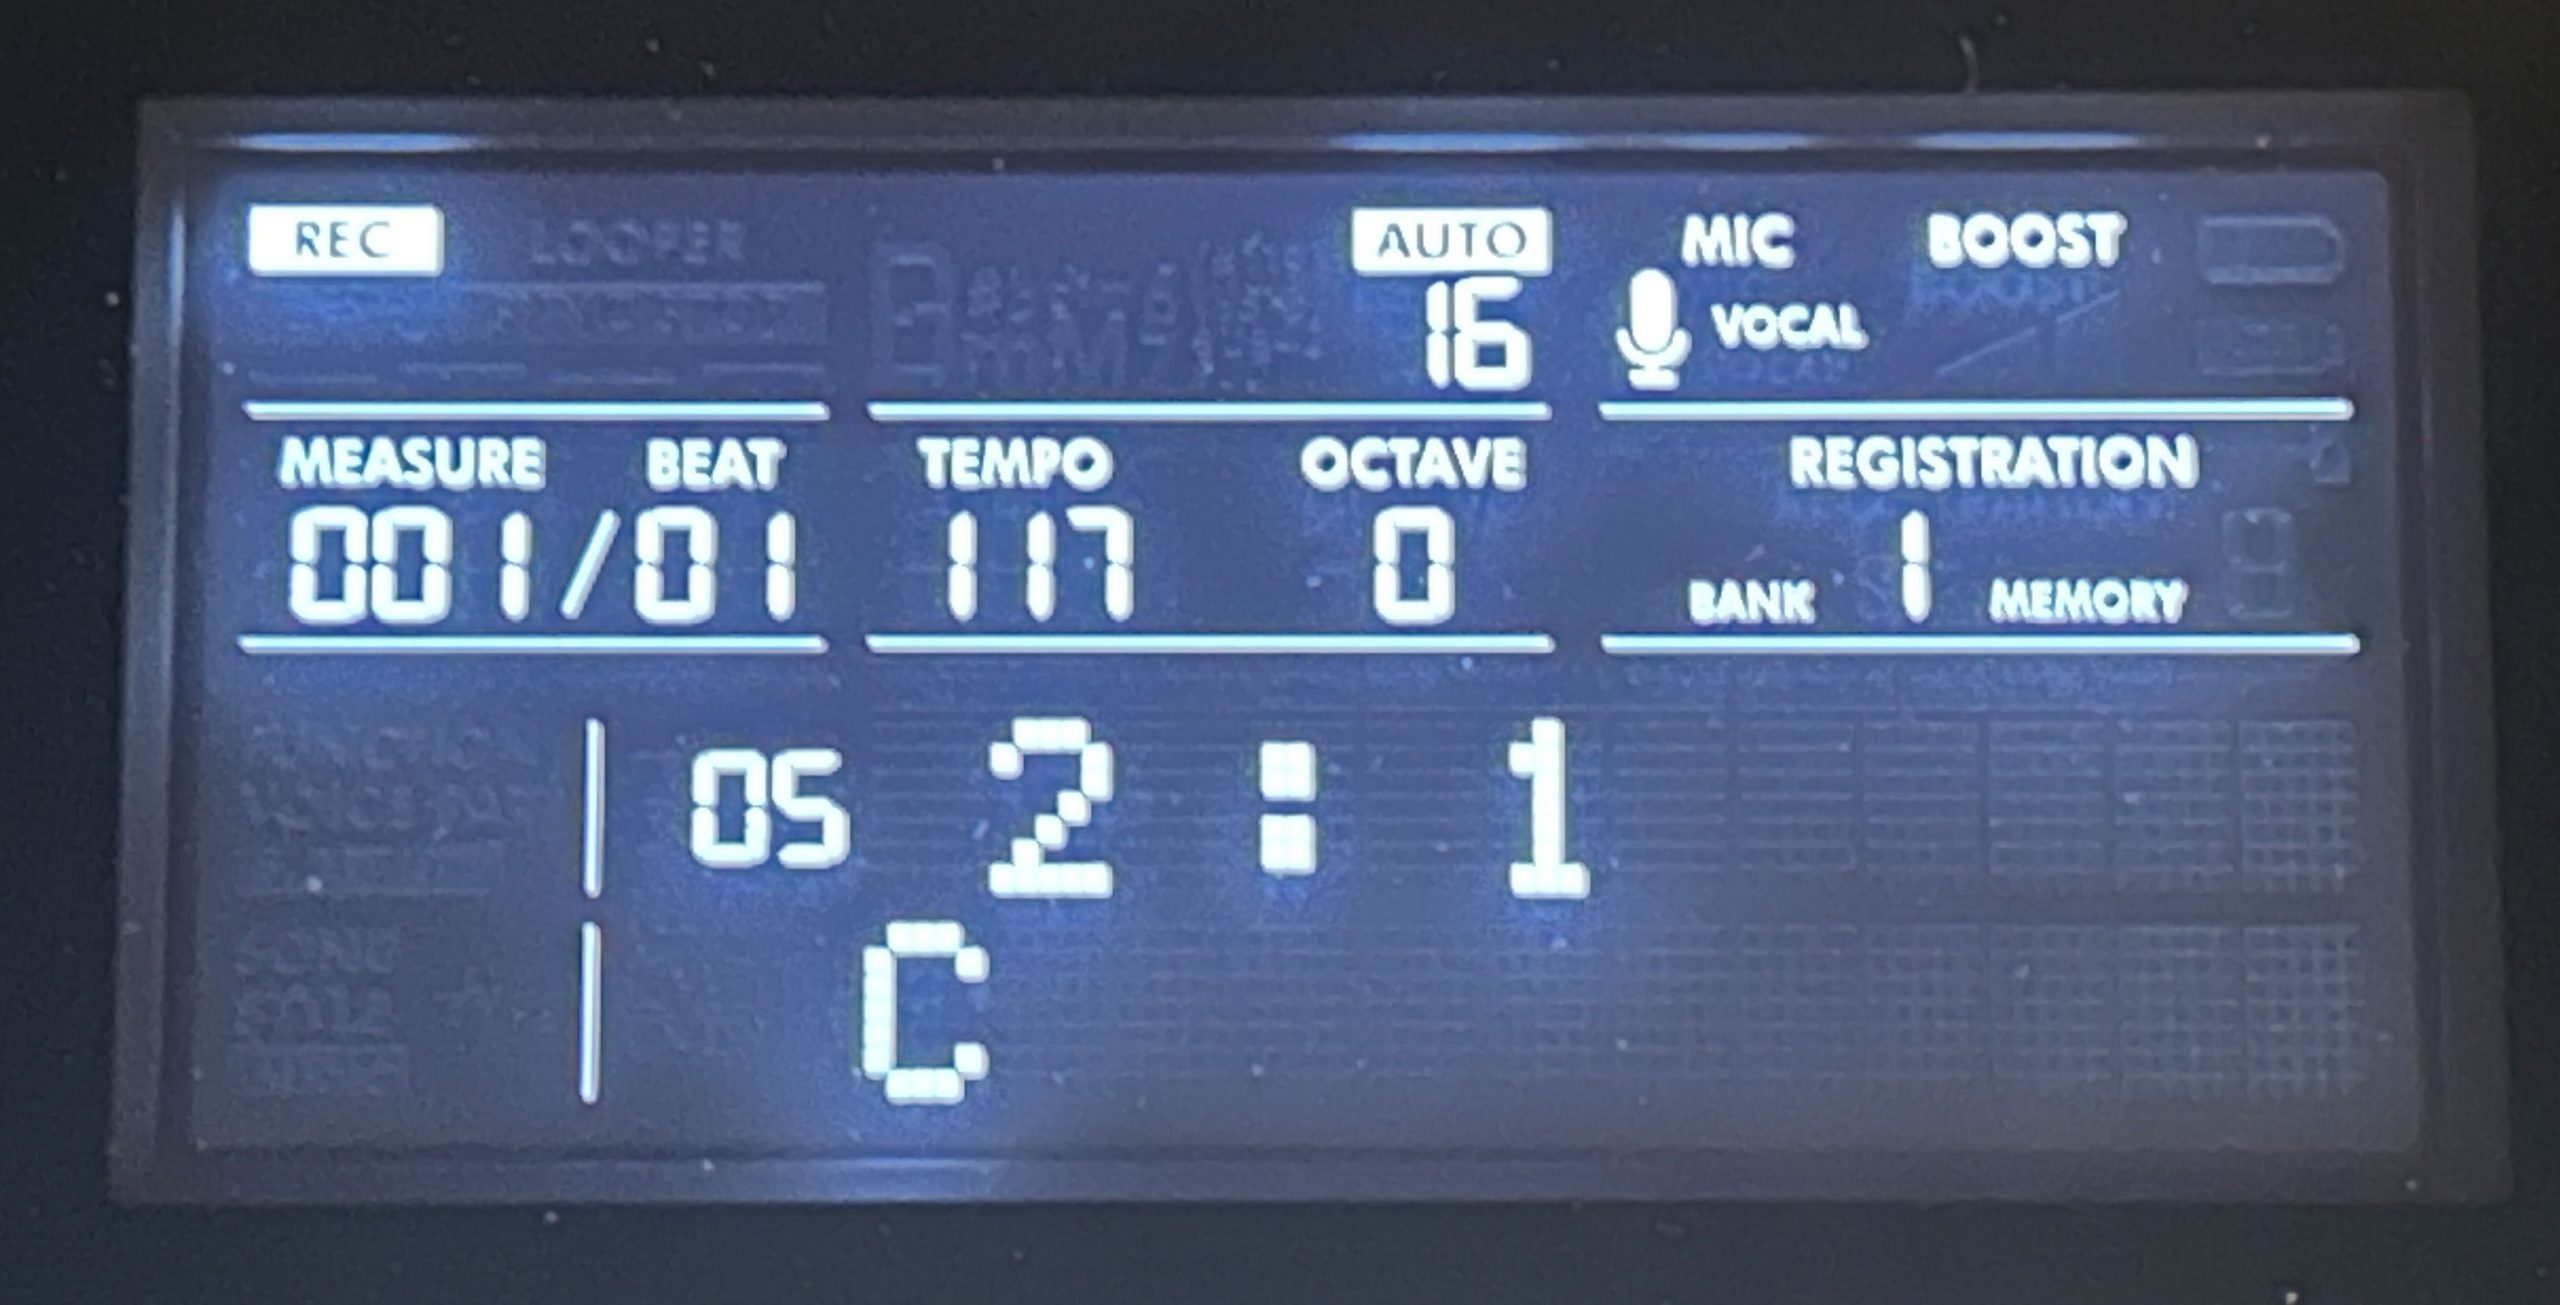 REC LOOPER AUTO MIC BOOST
16 VOCAL
MEASURE BEAT TEMPO OCTAVE REGISTRATION
001/01 117 0 BANK 1 MEMORY
05 2 : 1
C